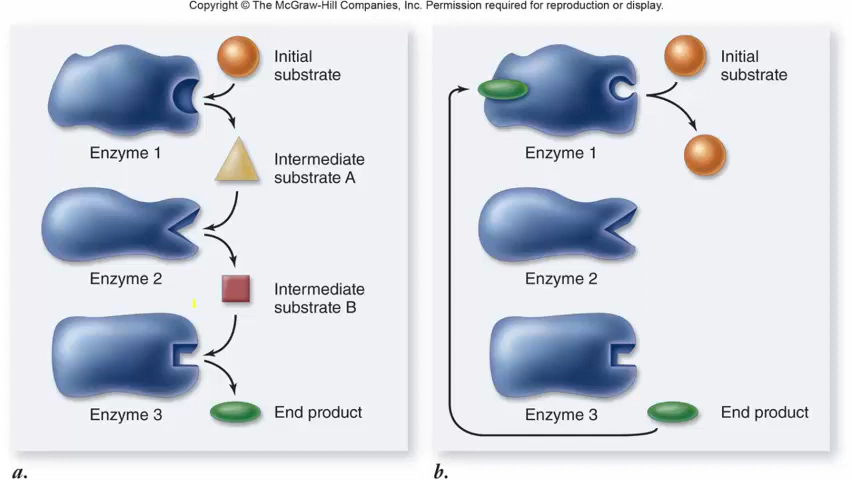 Copyright © The McGraw-Hill Companies, Inc. Permission required for reproduction or display.
Initial
substrate
Enzyme 1
Intermediate
substrate A
Enzyme 2
Intermediate
substrate B
Enzyme 3
End product
a.
Initial
substrate
Enzyme 1
Enzyme 2
Enzyme 3
End product
b.